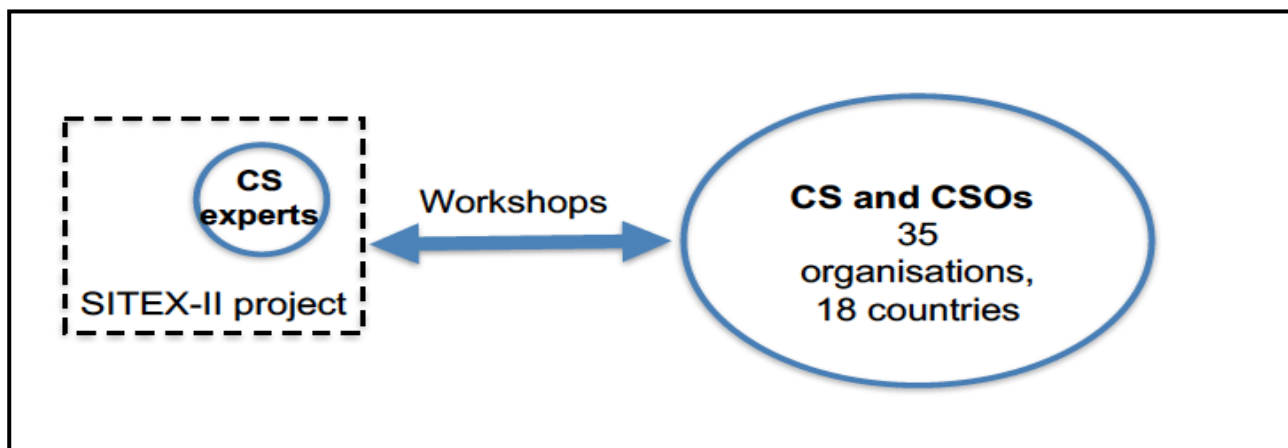 CS
experts
SITEX-II project
Workshops
CS and CSOs
35
organisations,
18 countries